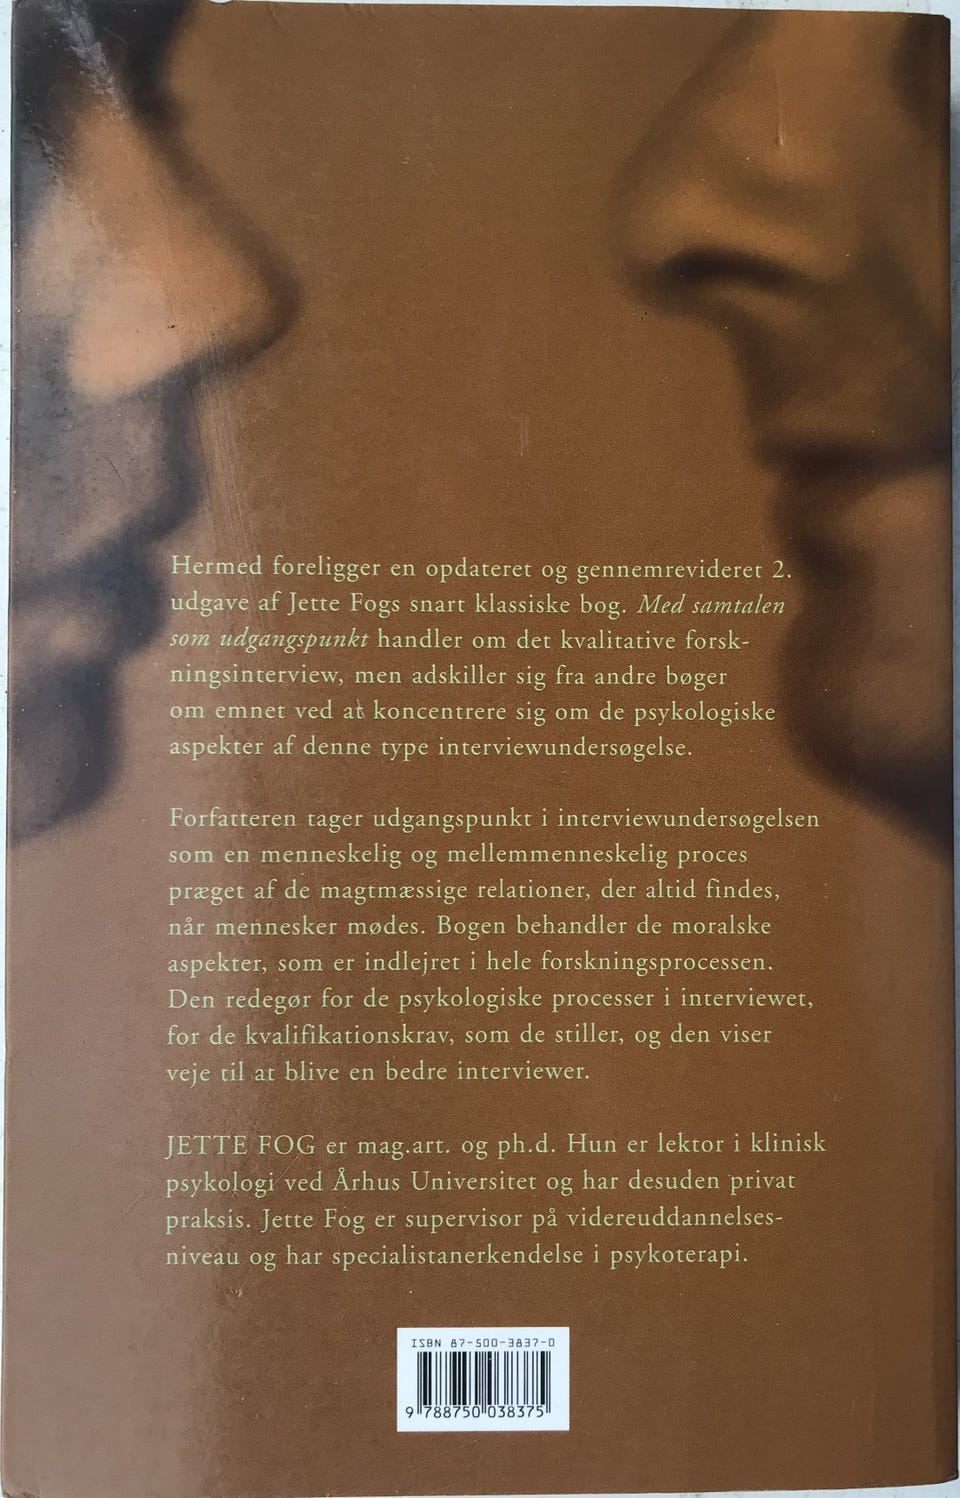 Hermed foreligger en opdateret og gennemrevideret 2.
udgave af Jette Fogs snart klassiske bog. Med samtalen
som udgangspunkt handler om det kvalitative forsk-
ningsinterview, men adskiller sig fra andre bøger
om emnet ved at koncentrere sig om de psykologiske
aspekter af denne type interviewundersøgelse.
Forfatteren tager udgangspunkt i interviewundersøgelsen
som en menneskelig og mellemmenneskelig proces
præget af de magtmæssige relationer, der altid findes,
når mennesker mødes. Bogen behandler de moralske
aspekter, som er indlejret i hele forskningsprocessen.
Den redegør for de psykologiske processer i interviewet,
for de kvalifikationskrav, som de stiller, og den viser
veje til at blive en bedre interviewer.
JETTE FOG er mag.art. og ph.d. Hun er lektor i klinisk
psykologi ved Århus Universitet og har desuden privat
praksis. Jette Fog er supervisor på videreuddannelses-
niveau og har specialistanerkendelse i psykoterapi.
ISBN 87-500-3837-0
9 788750 038375